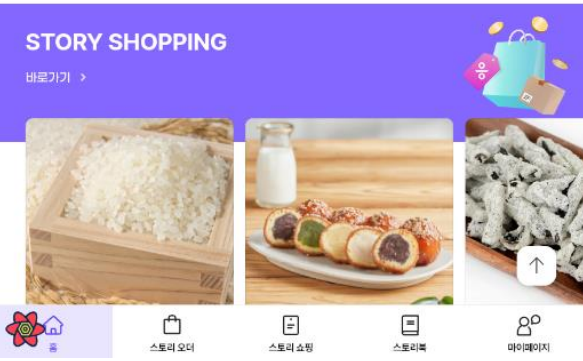 STORY SHOPPING
바로가기 >
홈
스토리 오더
스토리 쇼핑
스토리북
마이페이지